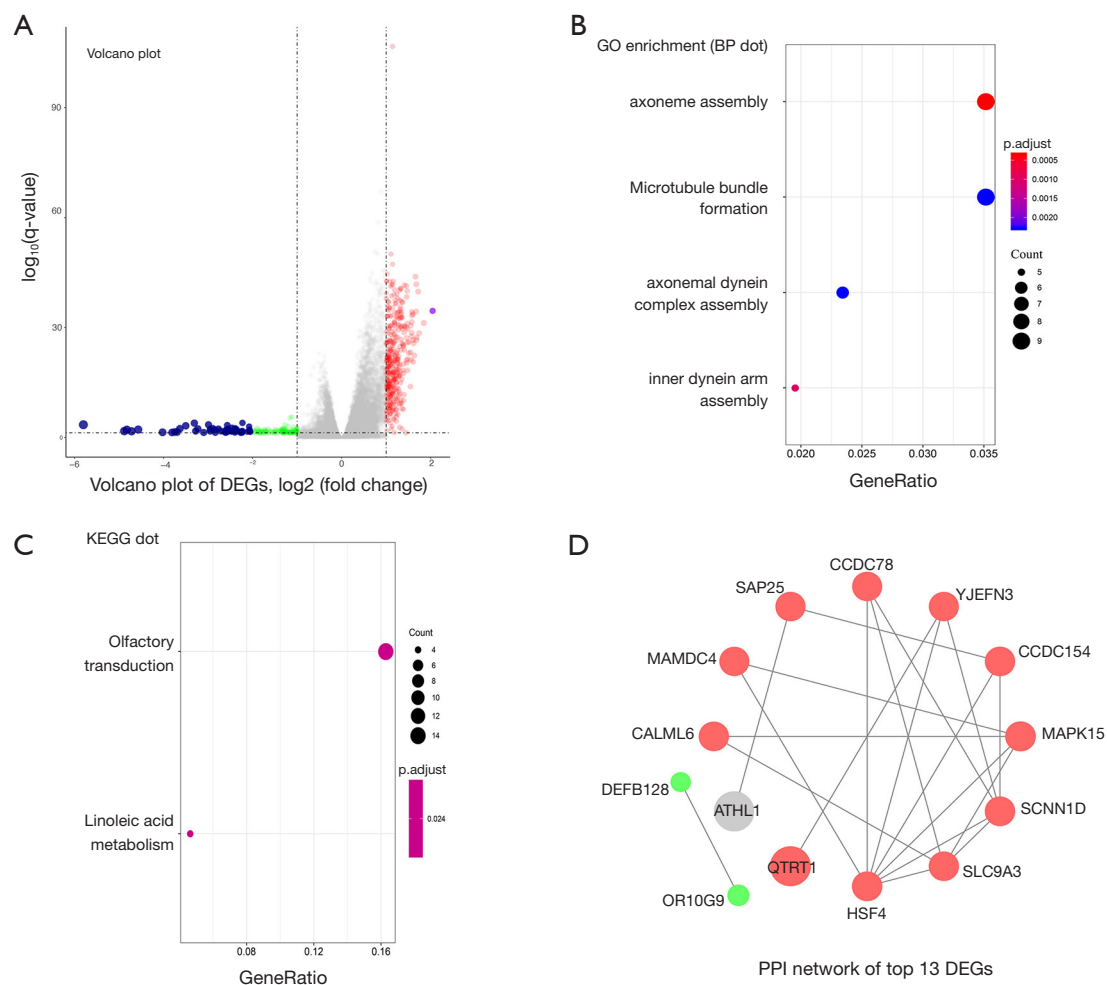 A
Volcano plot
90
60
30
0
log10(q-value)
−6
−4
−2
0
2
Volcano plot of DEGs, log2 (fold change)
B
GO enrichment (BP dot)
axoneme assembly
Microtubule bundle
formation
axonemal dynein
complex assembly
inner dynein arm
assembly
0.020
0.025
0.030
0.035
GeneRatio
p.adjust
0.0005
0.0010
0.0015
0.0020
Count
5
6
7
8
9
C
KEGG dot
Olfactory
transduction
Linoleic acid
metabolism
0.08
0.12
0.16
GeneRatio
Count
4
6
8
10
12
14
p.adjust
0.024
D
CCDC78
SAP25
YJEFN3
MAMDC4
CCDC154
CALML6
MAPK15
DEFB128
ATHL1
SCNN1D
QTRT1
SLC9A3
OR10G9
HSF4
PPI network of top 13 DEGs